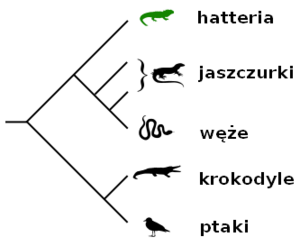 hatteria
jaszczurki
węże
krokodyle
ptaki